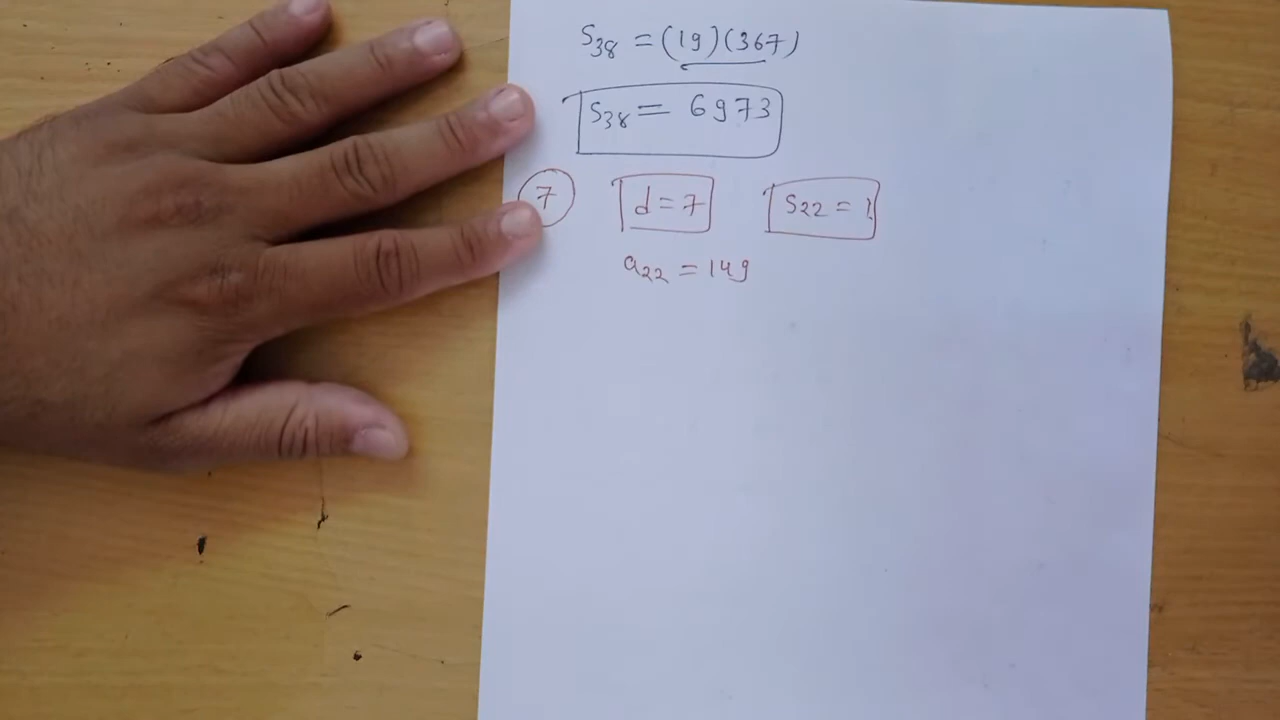 S38 = (19)(367)
S38 = 6973
7 d = 7 S22 = ?
a22 = 149